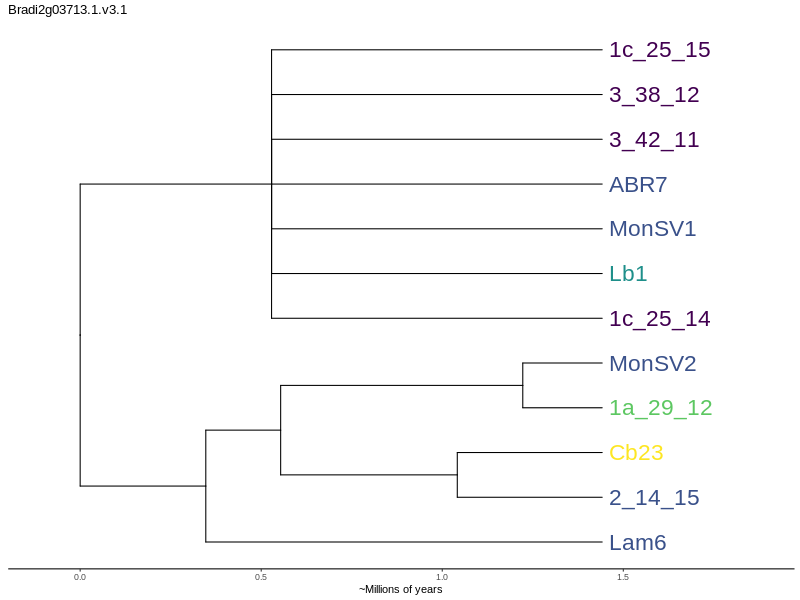 Bradi2g03713.1.v3.1
1c_25_15
3_38_12
3_42_11
ABR7
MonSV1
Lb1
1c_25_14
MonSV2
1a_29_12
Cb23
2_14_15
Lam6
0.0 0.5 1.0 1.5
~Millions of years